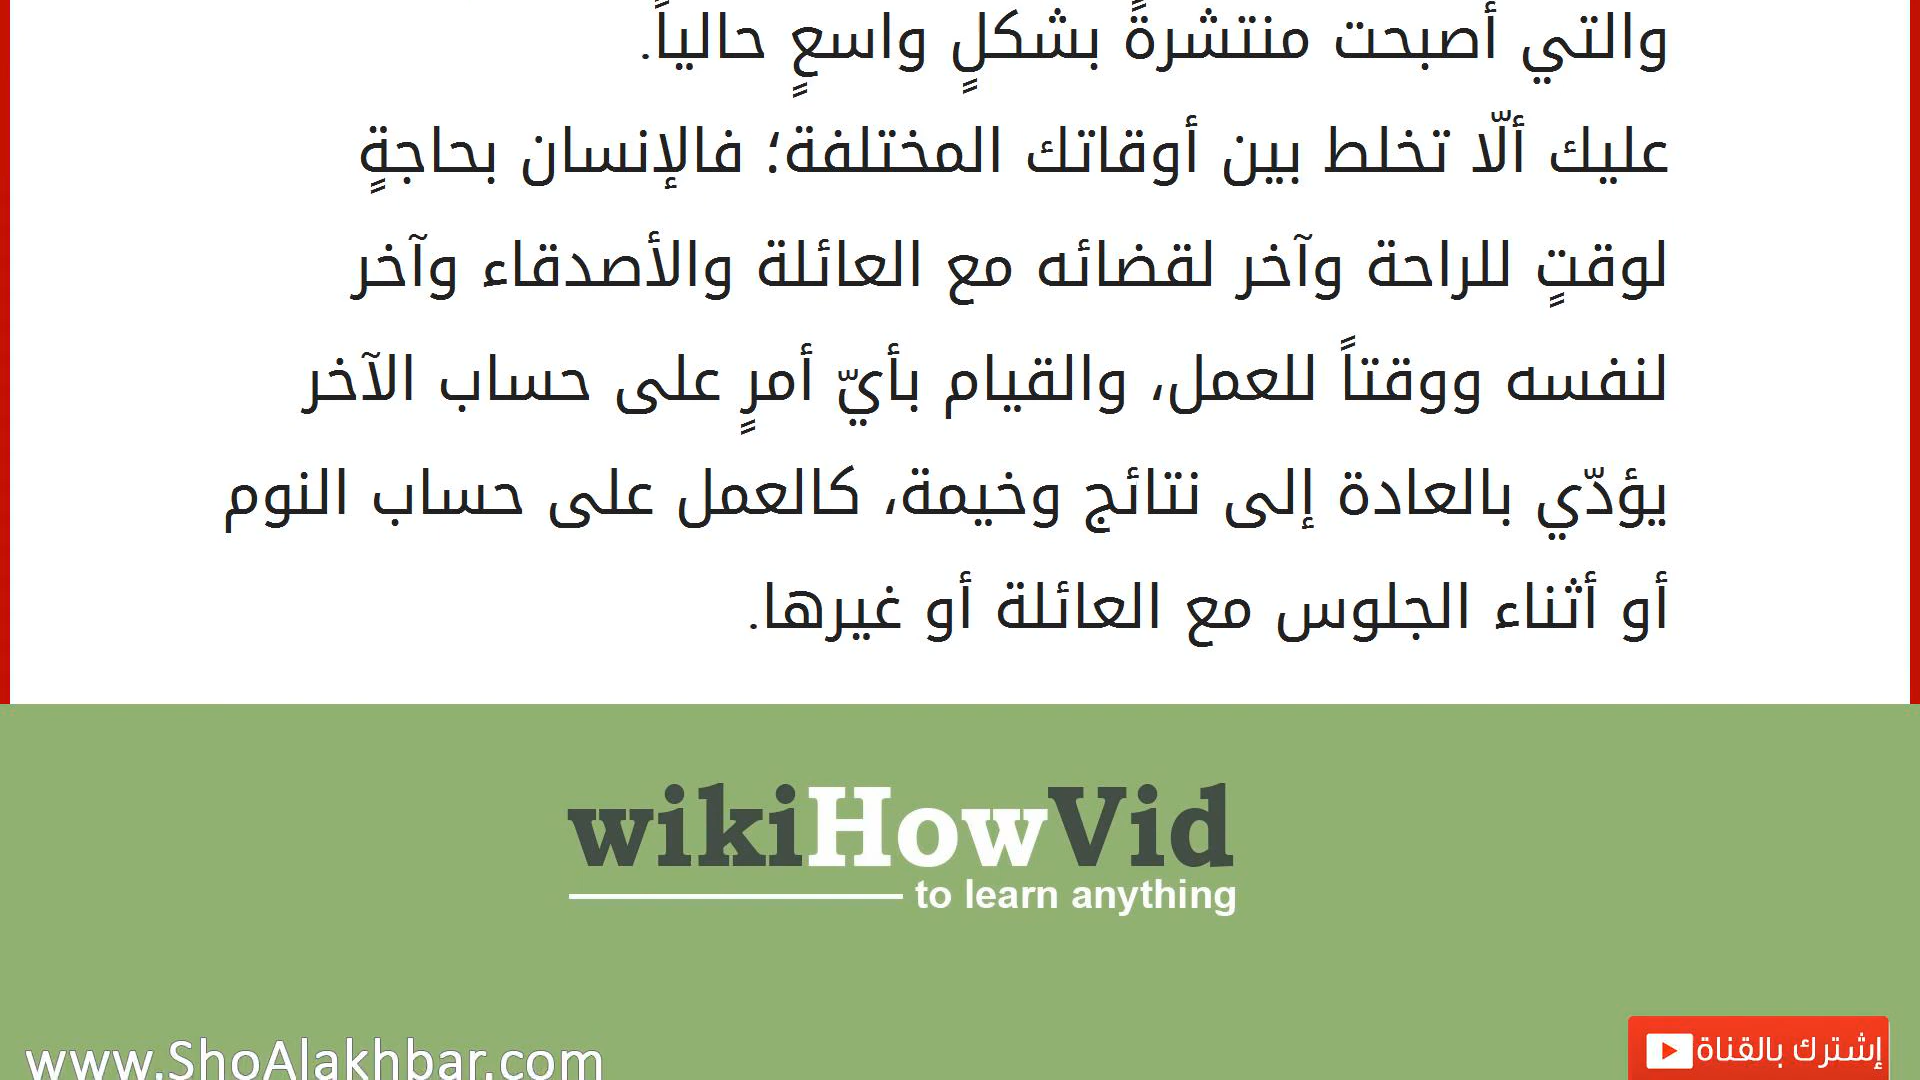 والتي أصبحت منتشرةً بشكلٍ واسعٍ حالياً.
عليك ألّا تخلط بين أوقاتك المختلفة؛ فالإنسان بحاجةٍ
لوقتٍ للراحة وآخر لقضائه مع العائلة والأصدقاء وآخر
لنفسه ووقتاً للعمل، والقيام بأيّ أمرٍ على حساب الآخر
يؤدّي بالعادة إلى نتائج وخيمة، كالعمل على حساب النوم
أو أثناء الجلوس مع العائلة أو غيرها.
wikiHowVid
to learn anything
www.ShoAlakhbar.com
إشترك بالقناة